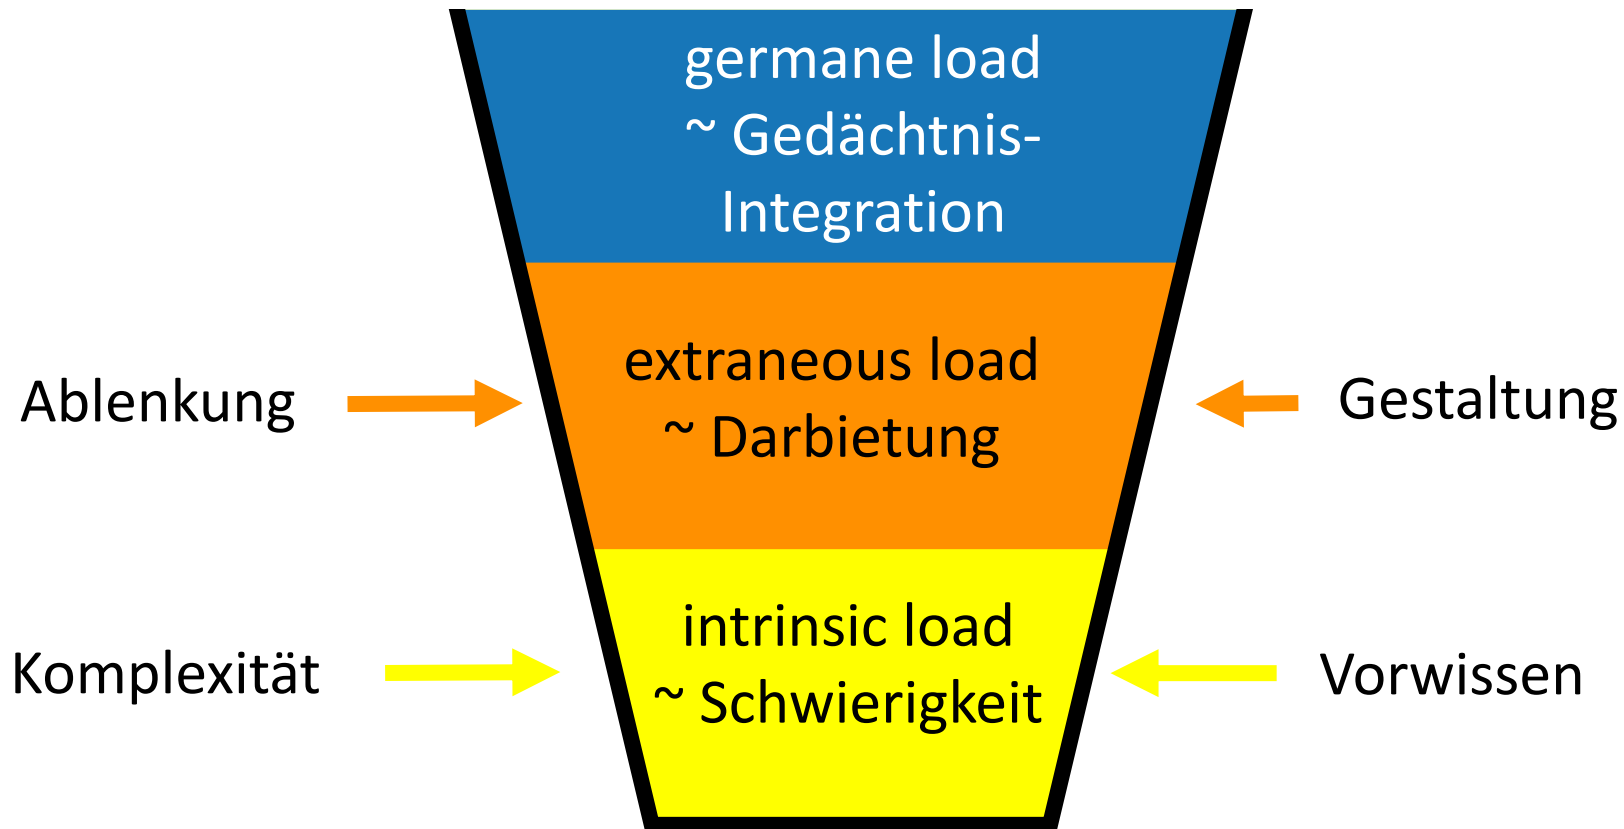 germane load
~ Gedächtnis-
Integration
extraneous load
~ Darbietung
Ablenkung
Gestaltung
intrinsic load
~ Schwierigkeit
Komplexität
Vorwissen